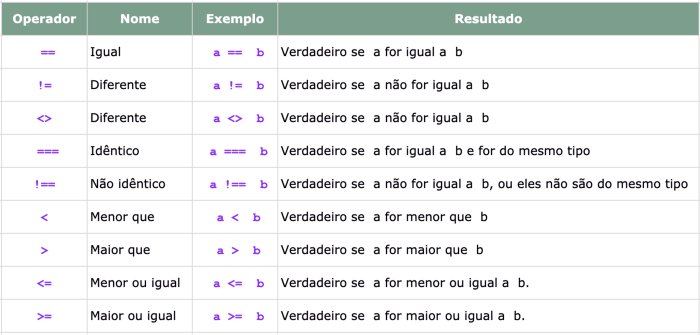 Operador Nome Exemplo Resultado
== Igual a == b Verdadeiro se a for igual a b
!= Diferente a != b Verdadeiro se a não for igual a b
<> Diferente a <> b Verdadeiro se a não for igual a b
=== Idêntico a === b Verdadeiro se a for igual a b e for do mesmo tipo
!== Não idêntico a !== b Verdadeiro se a não for igual a b, ou eles não são do mesmo tipo
< Menor que a < b Verdadeiro se a for menor que b
> Maior que a > b Verdadeiro se a for maior que b
<= Menor ou igual a <= b Verdadeiro se a for menor ou igual a b.
>= Maior ou igual a >= b Verdadeiro se a for maior ou igual a b.